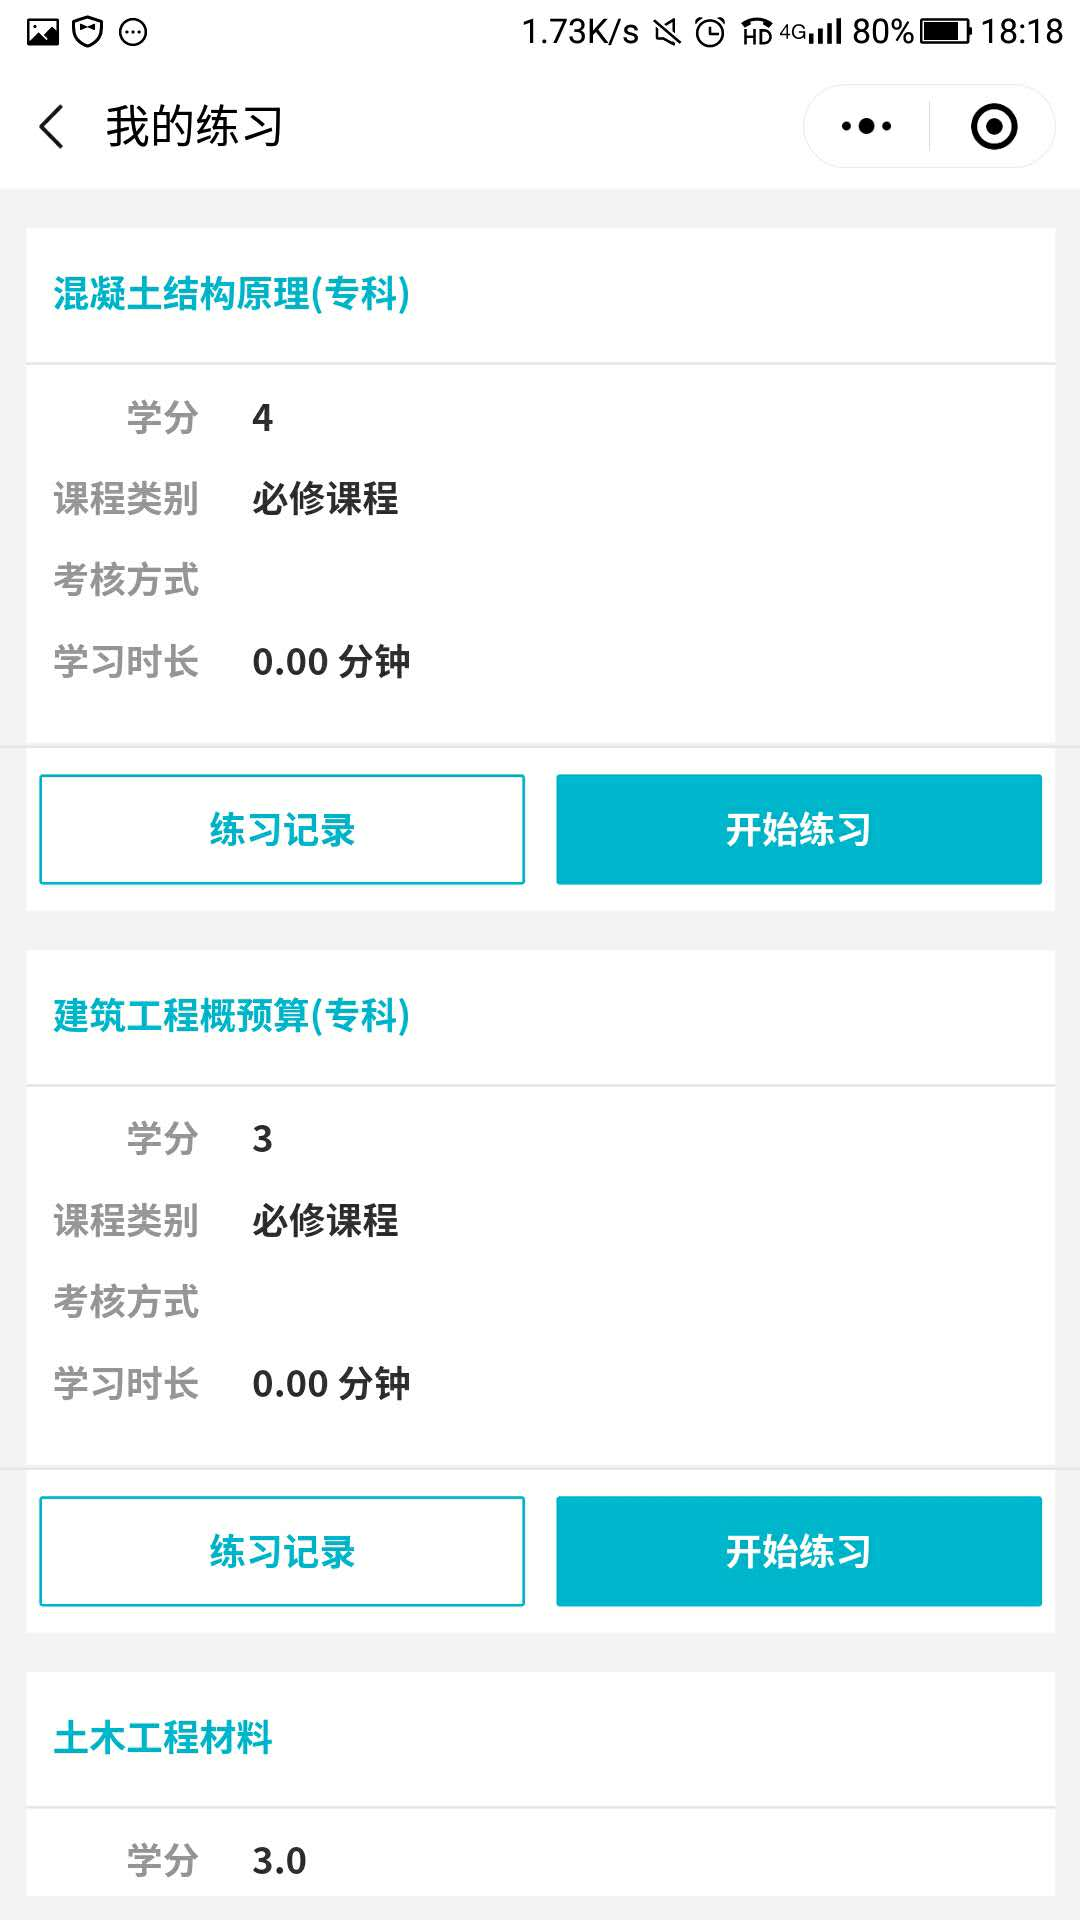 1.73K/s HD 4G 80% 18:18
我的练习
混凝土结构原理(专科)
学分 4
课程类别 必修课程
考核方式
学习时长 0.00 分钟
练习记录 开始练习
建筑工程概预算(专科)
学分 3
课程类别 必修课程
考核方式
学习时长 0.00 分钟
练习记录 开始练习
土木工程材料
学分 3.0